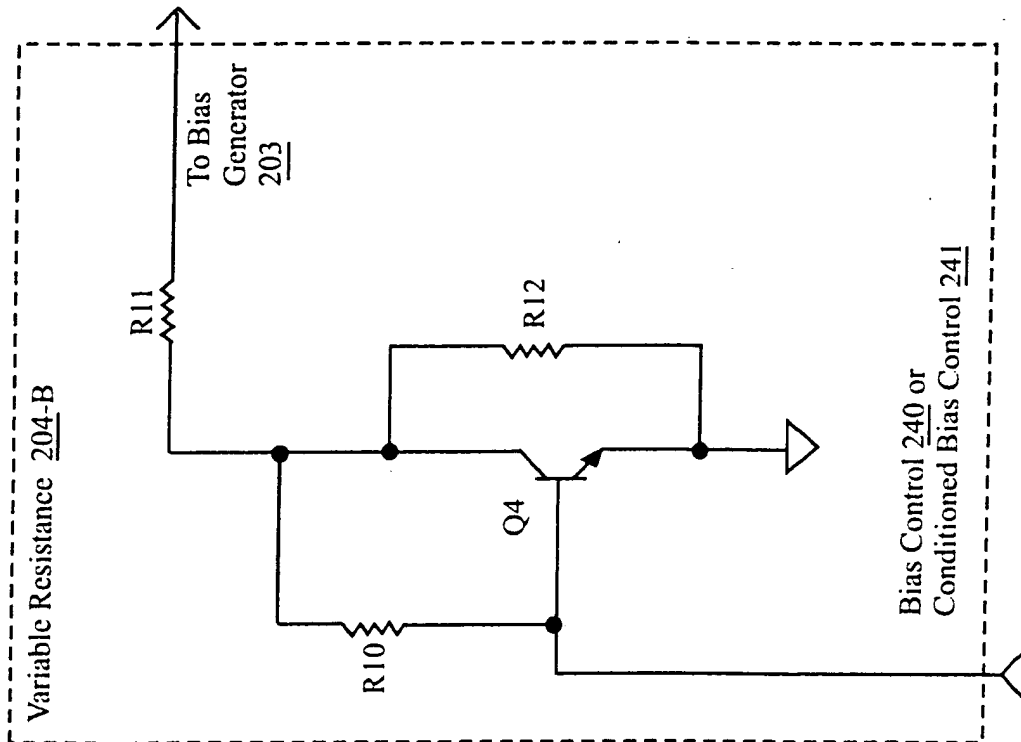 Variable Resistance 204-B
R11
To Bias
Generator
203
R12
Q4
R10
Bias Control 240 or
Conditioned Bias Control 241